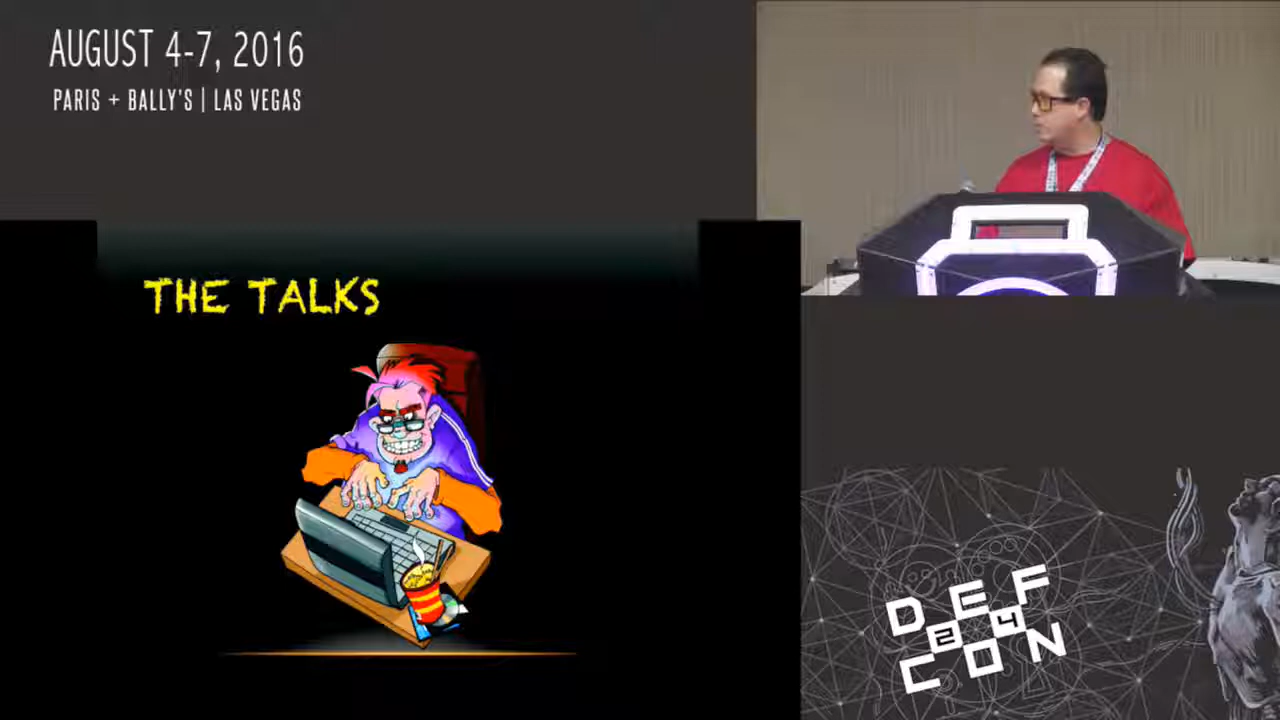 AUGUST 4-7, 2016
PARIS + BALLY'S | LAS VEGAS
THE TALKS
DEF
24
CON